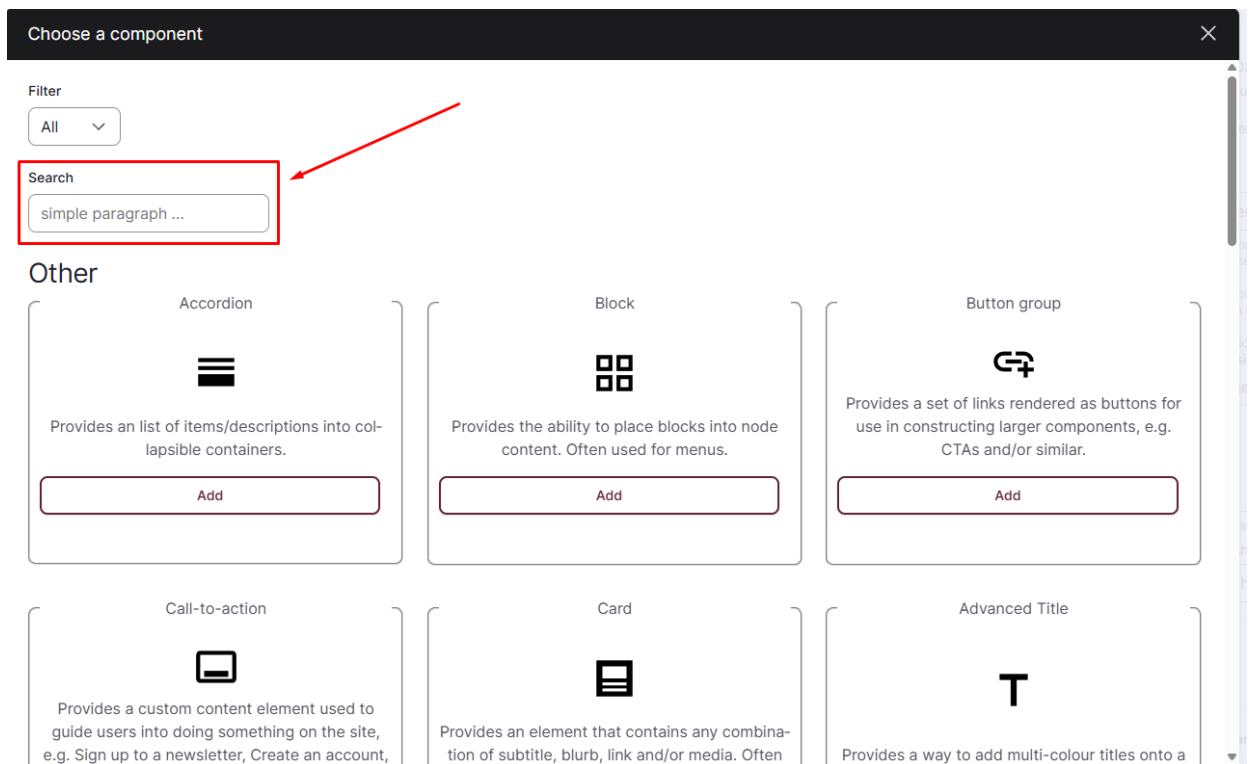 Choose a component
Filter
All
Search
simple paragraph ...
Other
Accordion
Provides an list of items/descriptions into col-
lapsible containers.
Add
Block
Provides the ability to place blocks into node
content. Often used for menus.
Add
Button group
Provides a set of links rendered as buttons for
use in constructing larger components, e.g.
CTAs and/or similar.
Add
Call-to-action
Provides a custom content element used to
guide users into doing something on the site,
e.g. Sign up to a newsletter, Create an account,
Card
Provides an element that contains any combina-
tion of subtitle, blurb, link and/or media. Often
Advanced Title
Provides a way to add multi-colour titles onto a